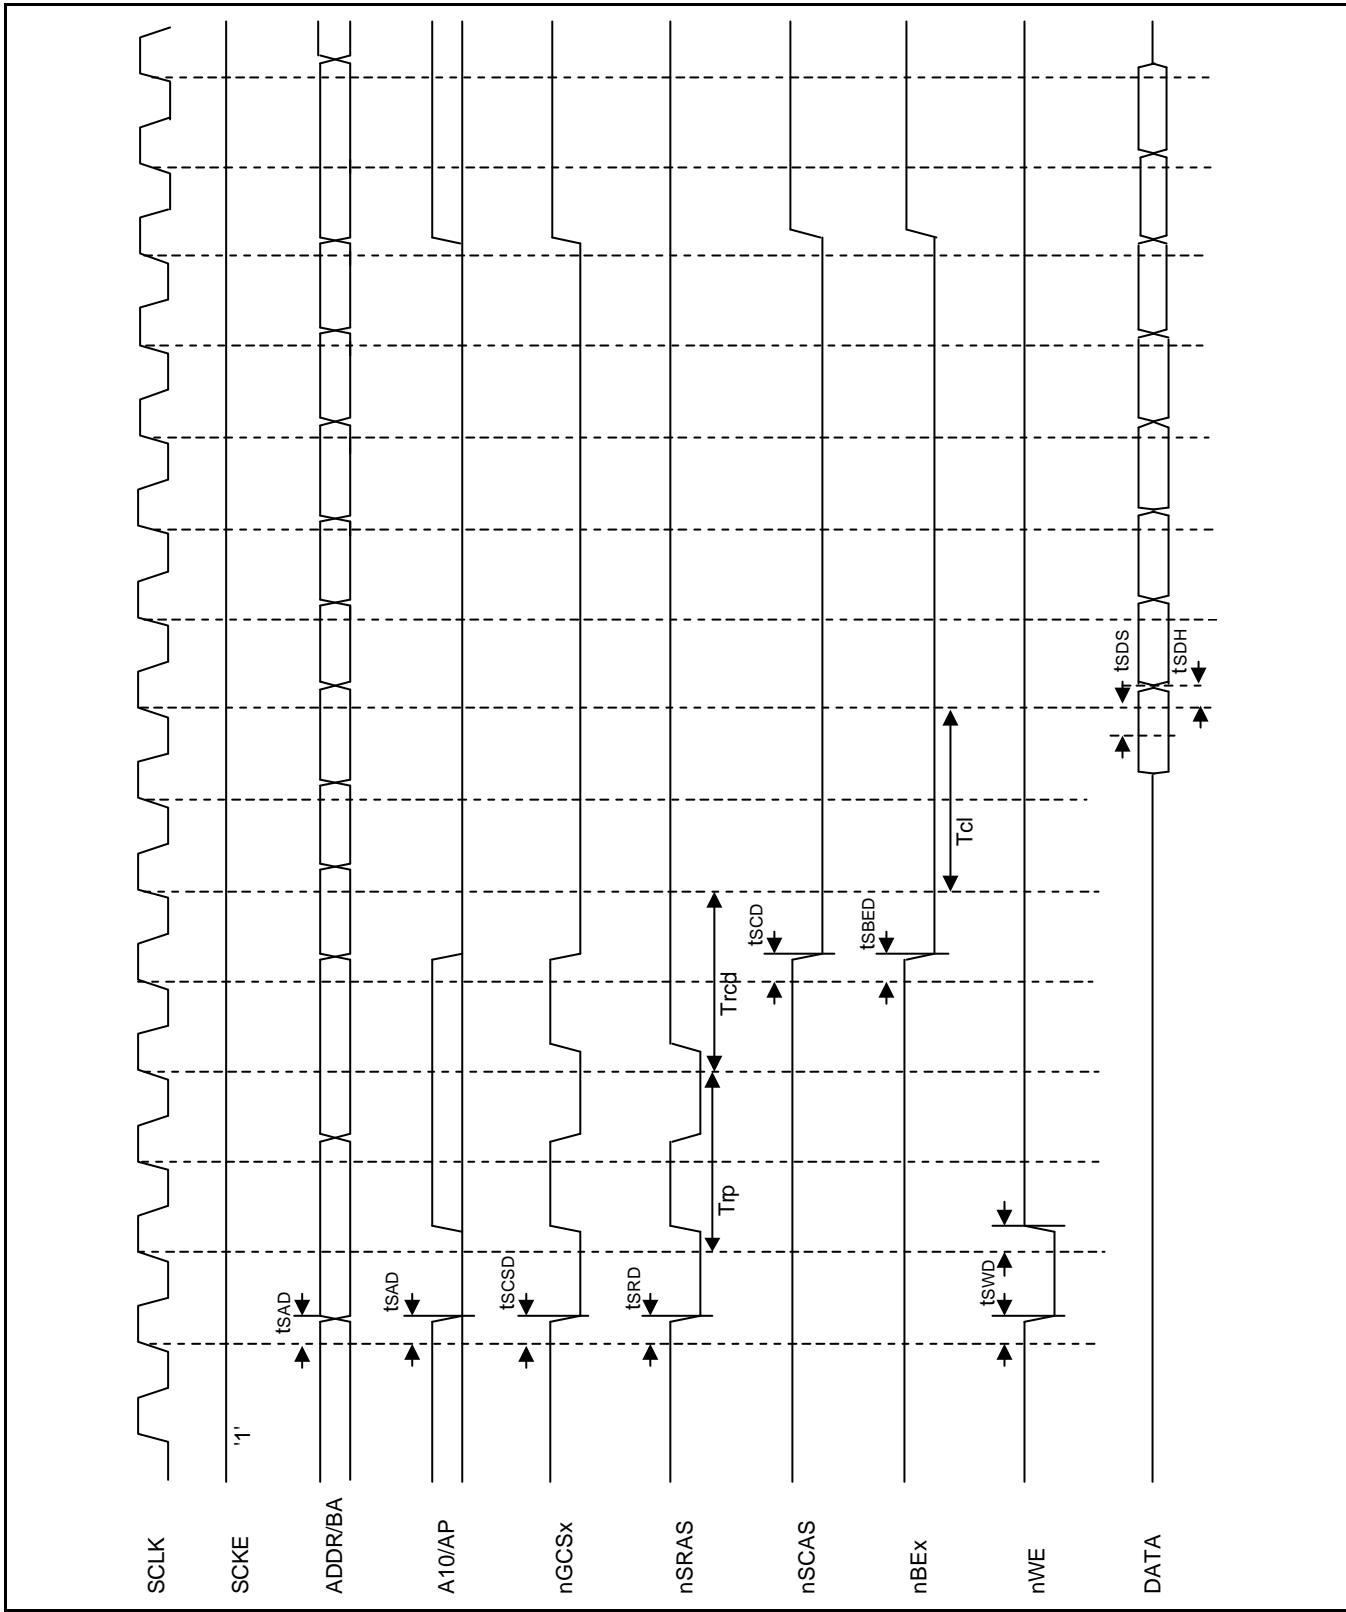 SCLK
SCKE
'1'
ADDR/BA
tSAD
A10/AP
tSAD
nGCSx
tSCSD
nSRAS
tSRD
Trp
Trcd
nSCAS
tSCD
nBEx
tSBED
Tcl
nWE
tSWD
DATA
tSDS
tSDH